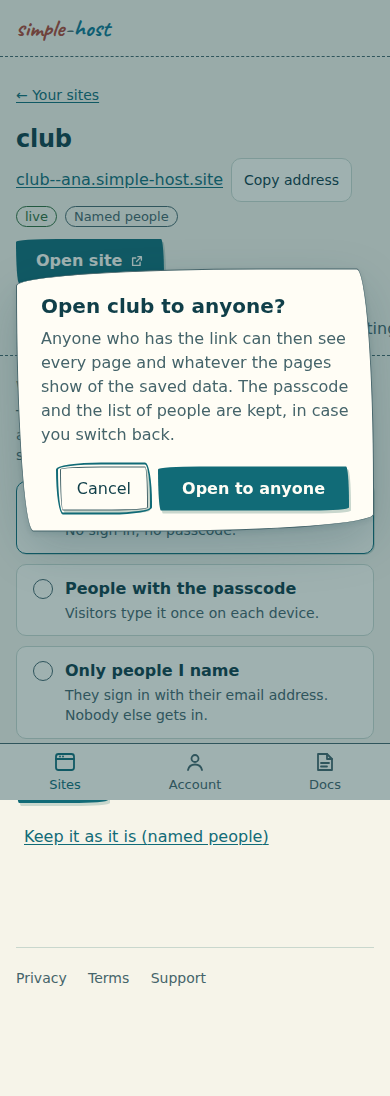 simple-host
← Your sites
club
club--ana.simple-host.site
Copy address
live
Named people
Open site
Open club to anyone?
Anyone who has the link can then see
every page and whatever the pages
show of the saved data. The passcode
and the list of people are kept, in case
you switch back.
Cancel
Open to anyone
No sign in, no passcode.
People with the passcode
Visitors type it once on each device.
Only people I name
They sign in with their email address.
Nobody else gets in.
Sites
Account
Docs
Keep it as it is (named people)
Privacy
Terms
Support